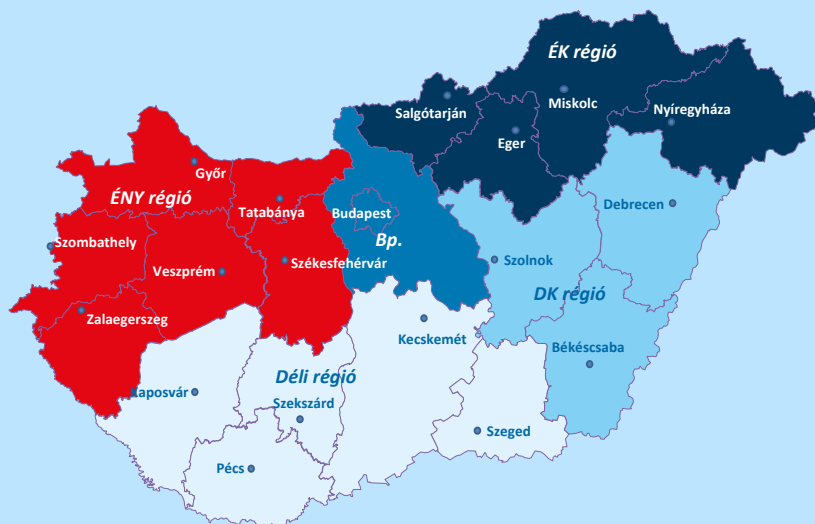 ÉK régió
Miskolc
Salgótarján
Nyíregyháza
Eger
Győr
ÉNY régió
Tatabánya
Debrecen
Budapest
Bp.
Szombathely
Veszprém
Székesfehérvár
Szolnok
DK régió
Zalaegerszeg
Kecskemét
Békéscsaba
Déli régió
Kaposvár
Szekszárd
Szeged
Pécs